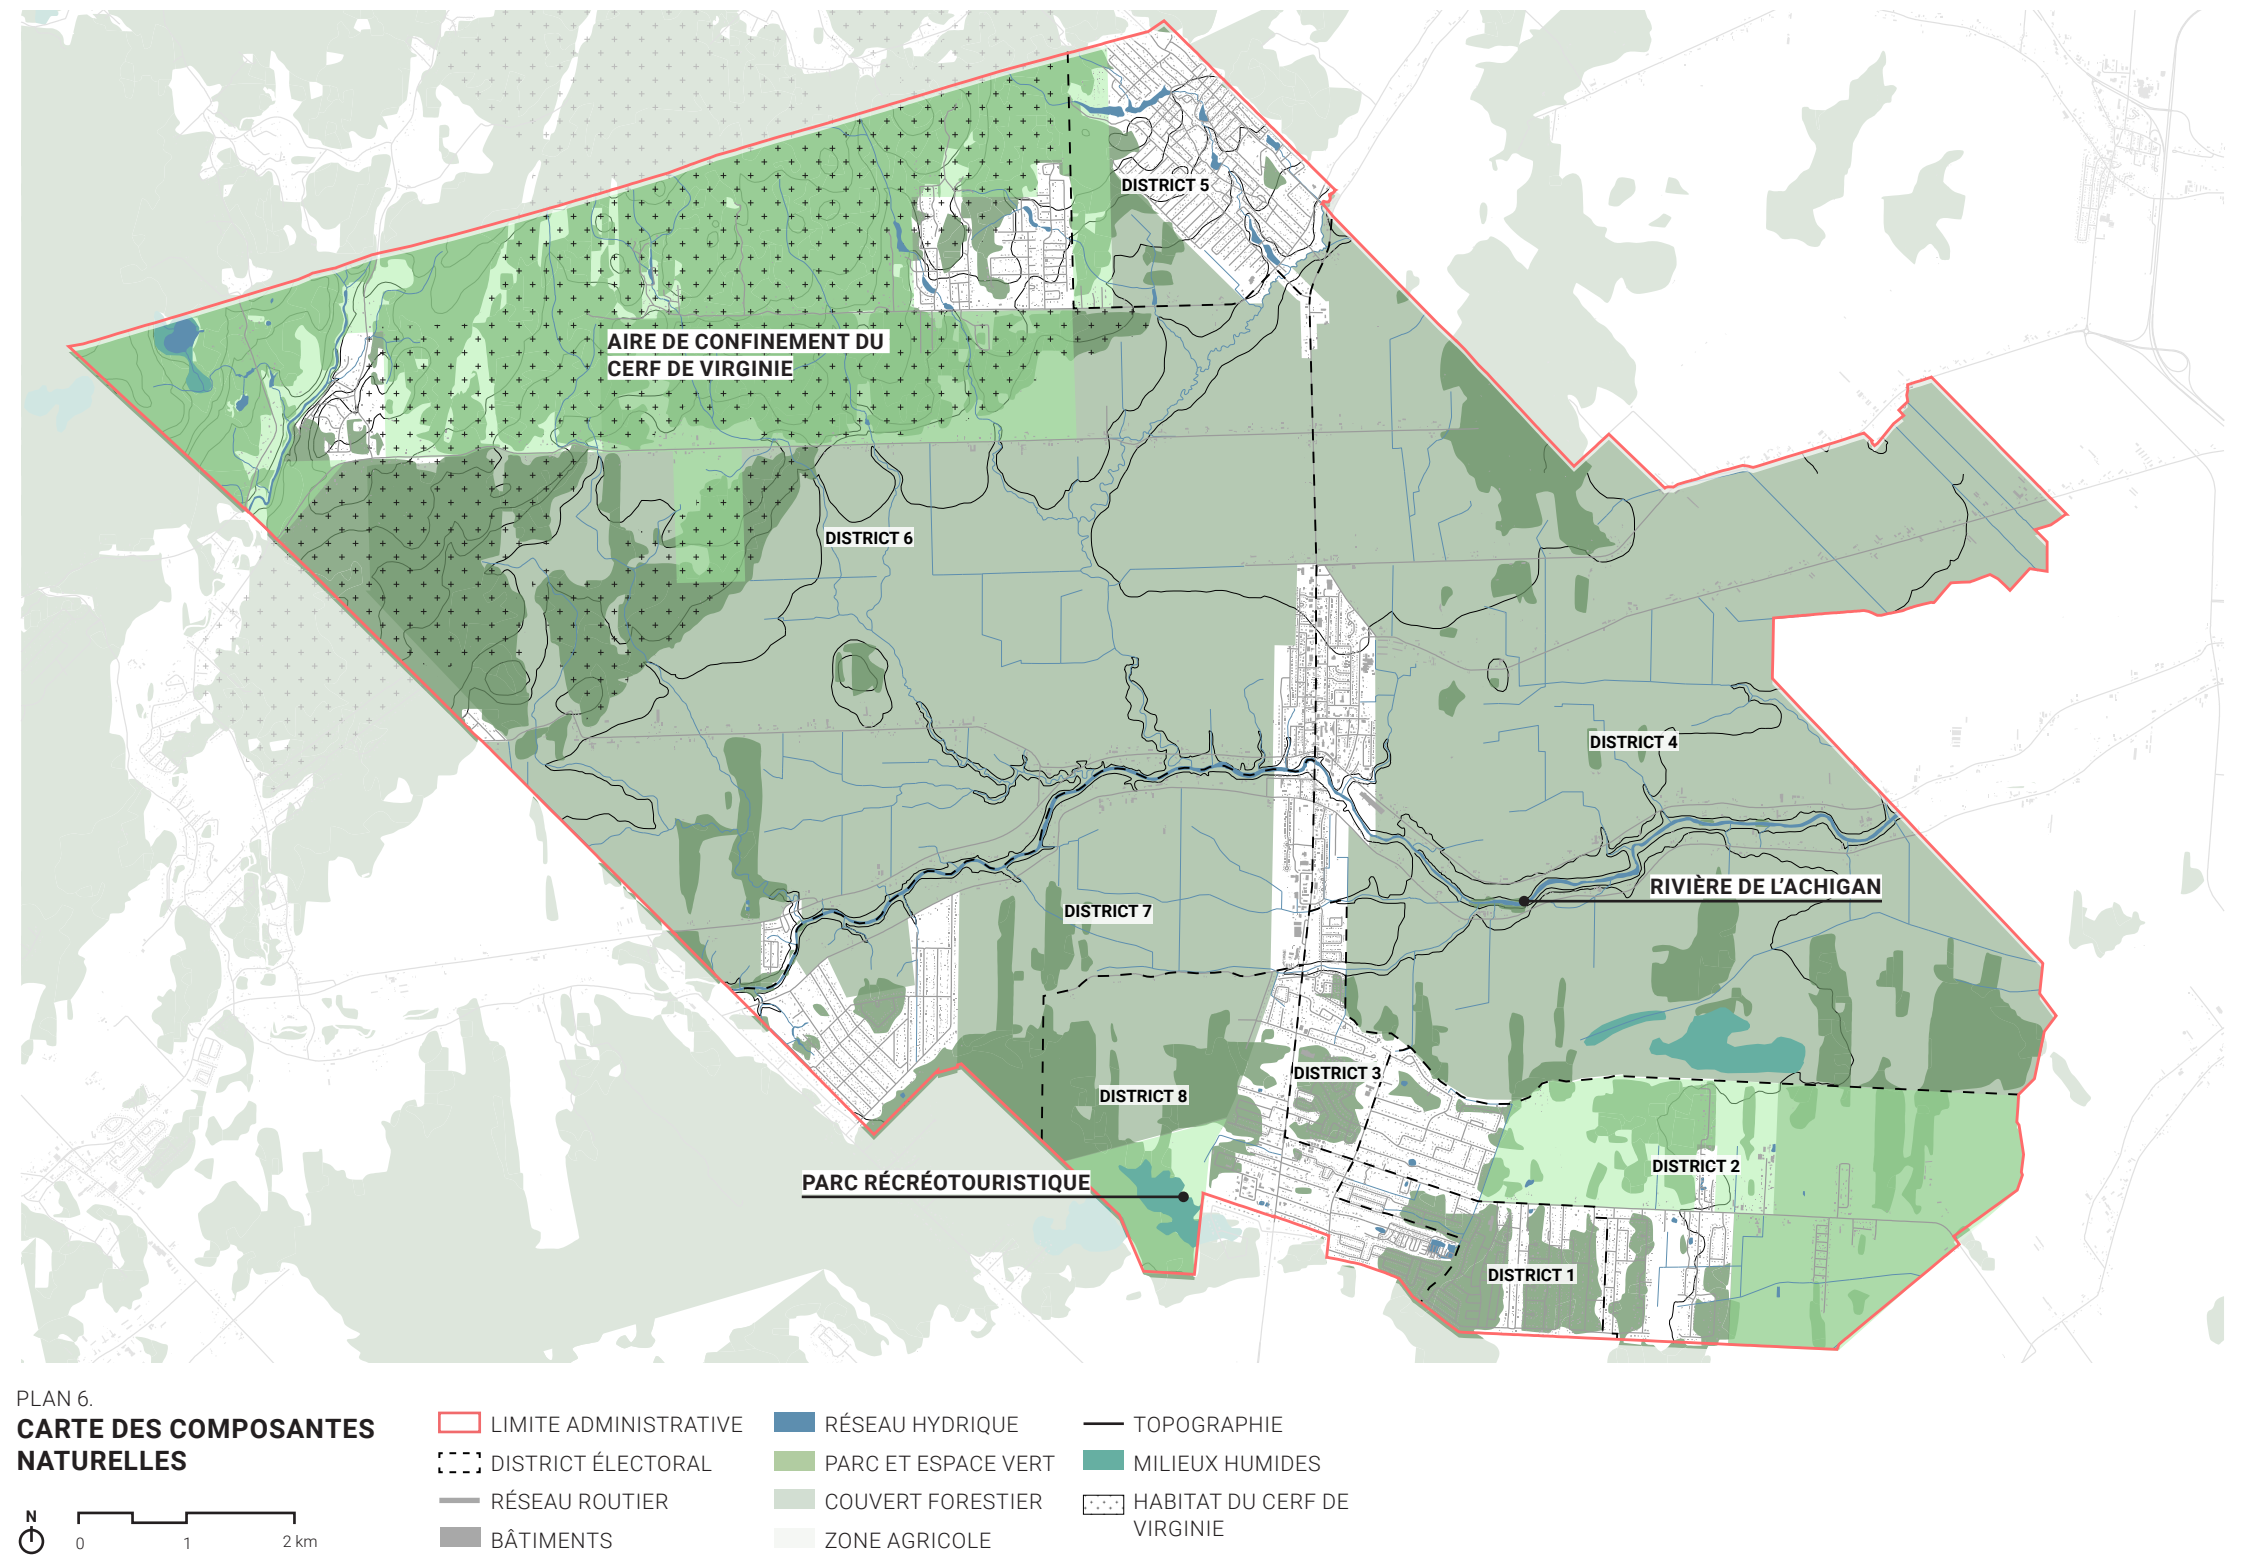 DISTRICT 5
AIRE DE CONFINEMENT DU
CERF DE VIRGINIE
DISTRICT 6
DISTRICT 4
RIVIÈRE DE L'ACHIGAN
DISTRICT 7
DISTRICT 3
DISTRICT 8
DISTRICT 2
PARC RÉCRÉOTOURISTIQUE
DISTRICT 1
PLAN 6.
CARTE DES COMPOSANTES
NATURELLES
N
0 1 2 km
LIMITE ADMINISTRATIVE
DISTRICT ÉLECTORAL
RÉSEAU ROUTIER
BÂTIMENTS
RÉSEAU HYDRIQUE
PARC ET ESPACE VERT
COUVERT FORESTIER
ZONE AGRICOLE
TOPOGRAPHIE
MILIEUX HUMIDES
HABITAT DU CERF DE
VIRGINIE